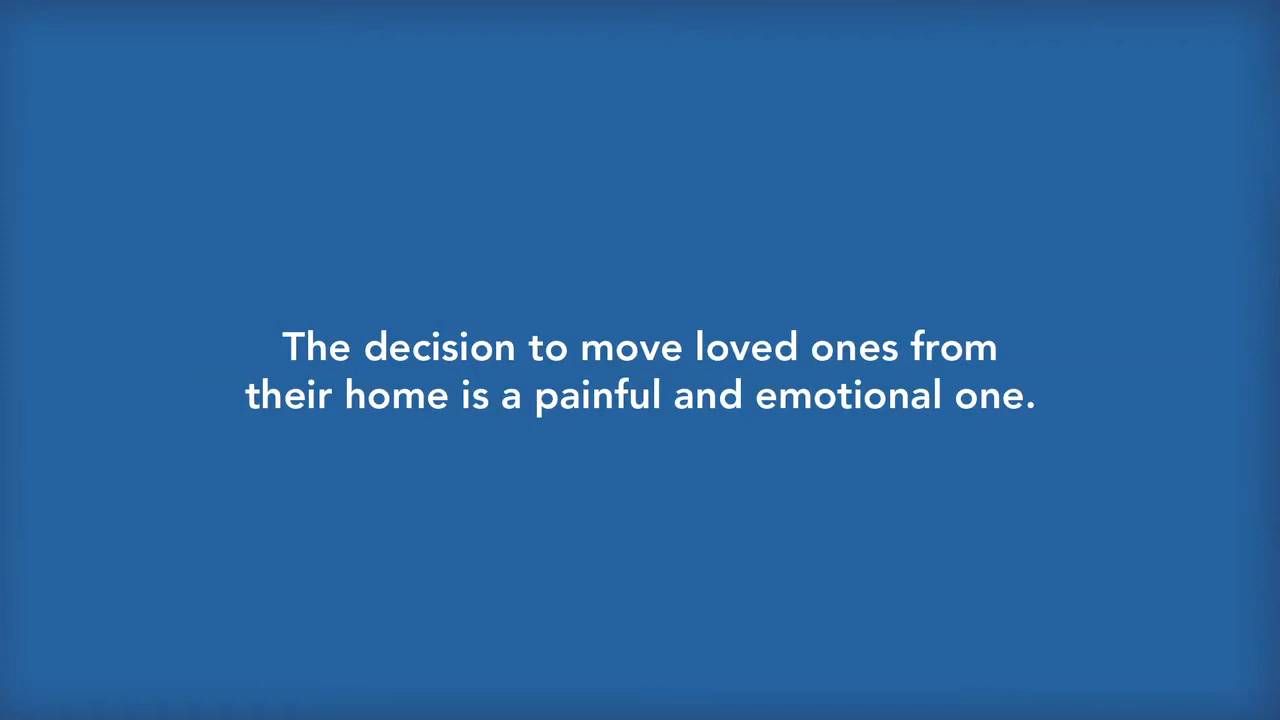 The decision to move loved ones from
their home is a painful and emotional one.